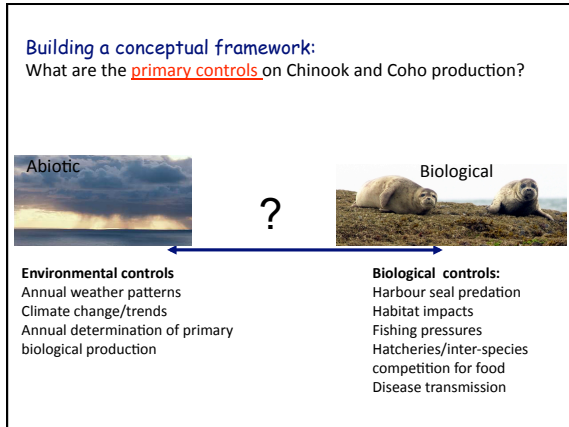 Building a conceptual framework:
What are the primary controls on Chinook and Coho production?
Abiotic
Biological
?
Environmental controls
Annual weather patterns
Climate change/trends
Annual determination of primary
biological production
Biological controls:
Harbour seal predation
Habitat impacts
Fishing pressures
Hatcheries/inter-species
competition for food
Disease transmission